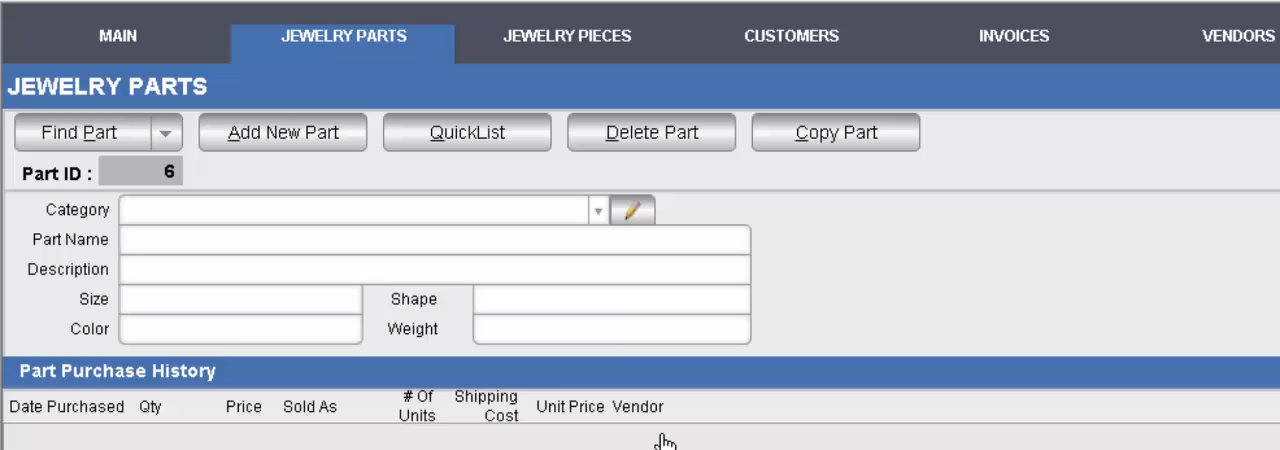 MAIN JEWELRY PARTS JEWELRY PIECES CUSTOMERS INVOICES VENDORS
JEWELRY PARTS
Find Part Add New Part QuickList Delete Part Copy Part
Part ID : 6
Category
Part Name
Description
Size Shape
Color Weight
Part Purchase History
Date Purchased Qty Price Sold As # Of Units Shipping Cost Unit Price Vendor